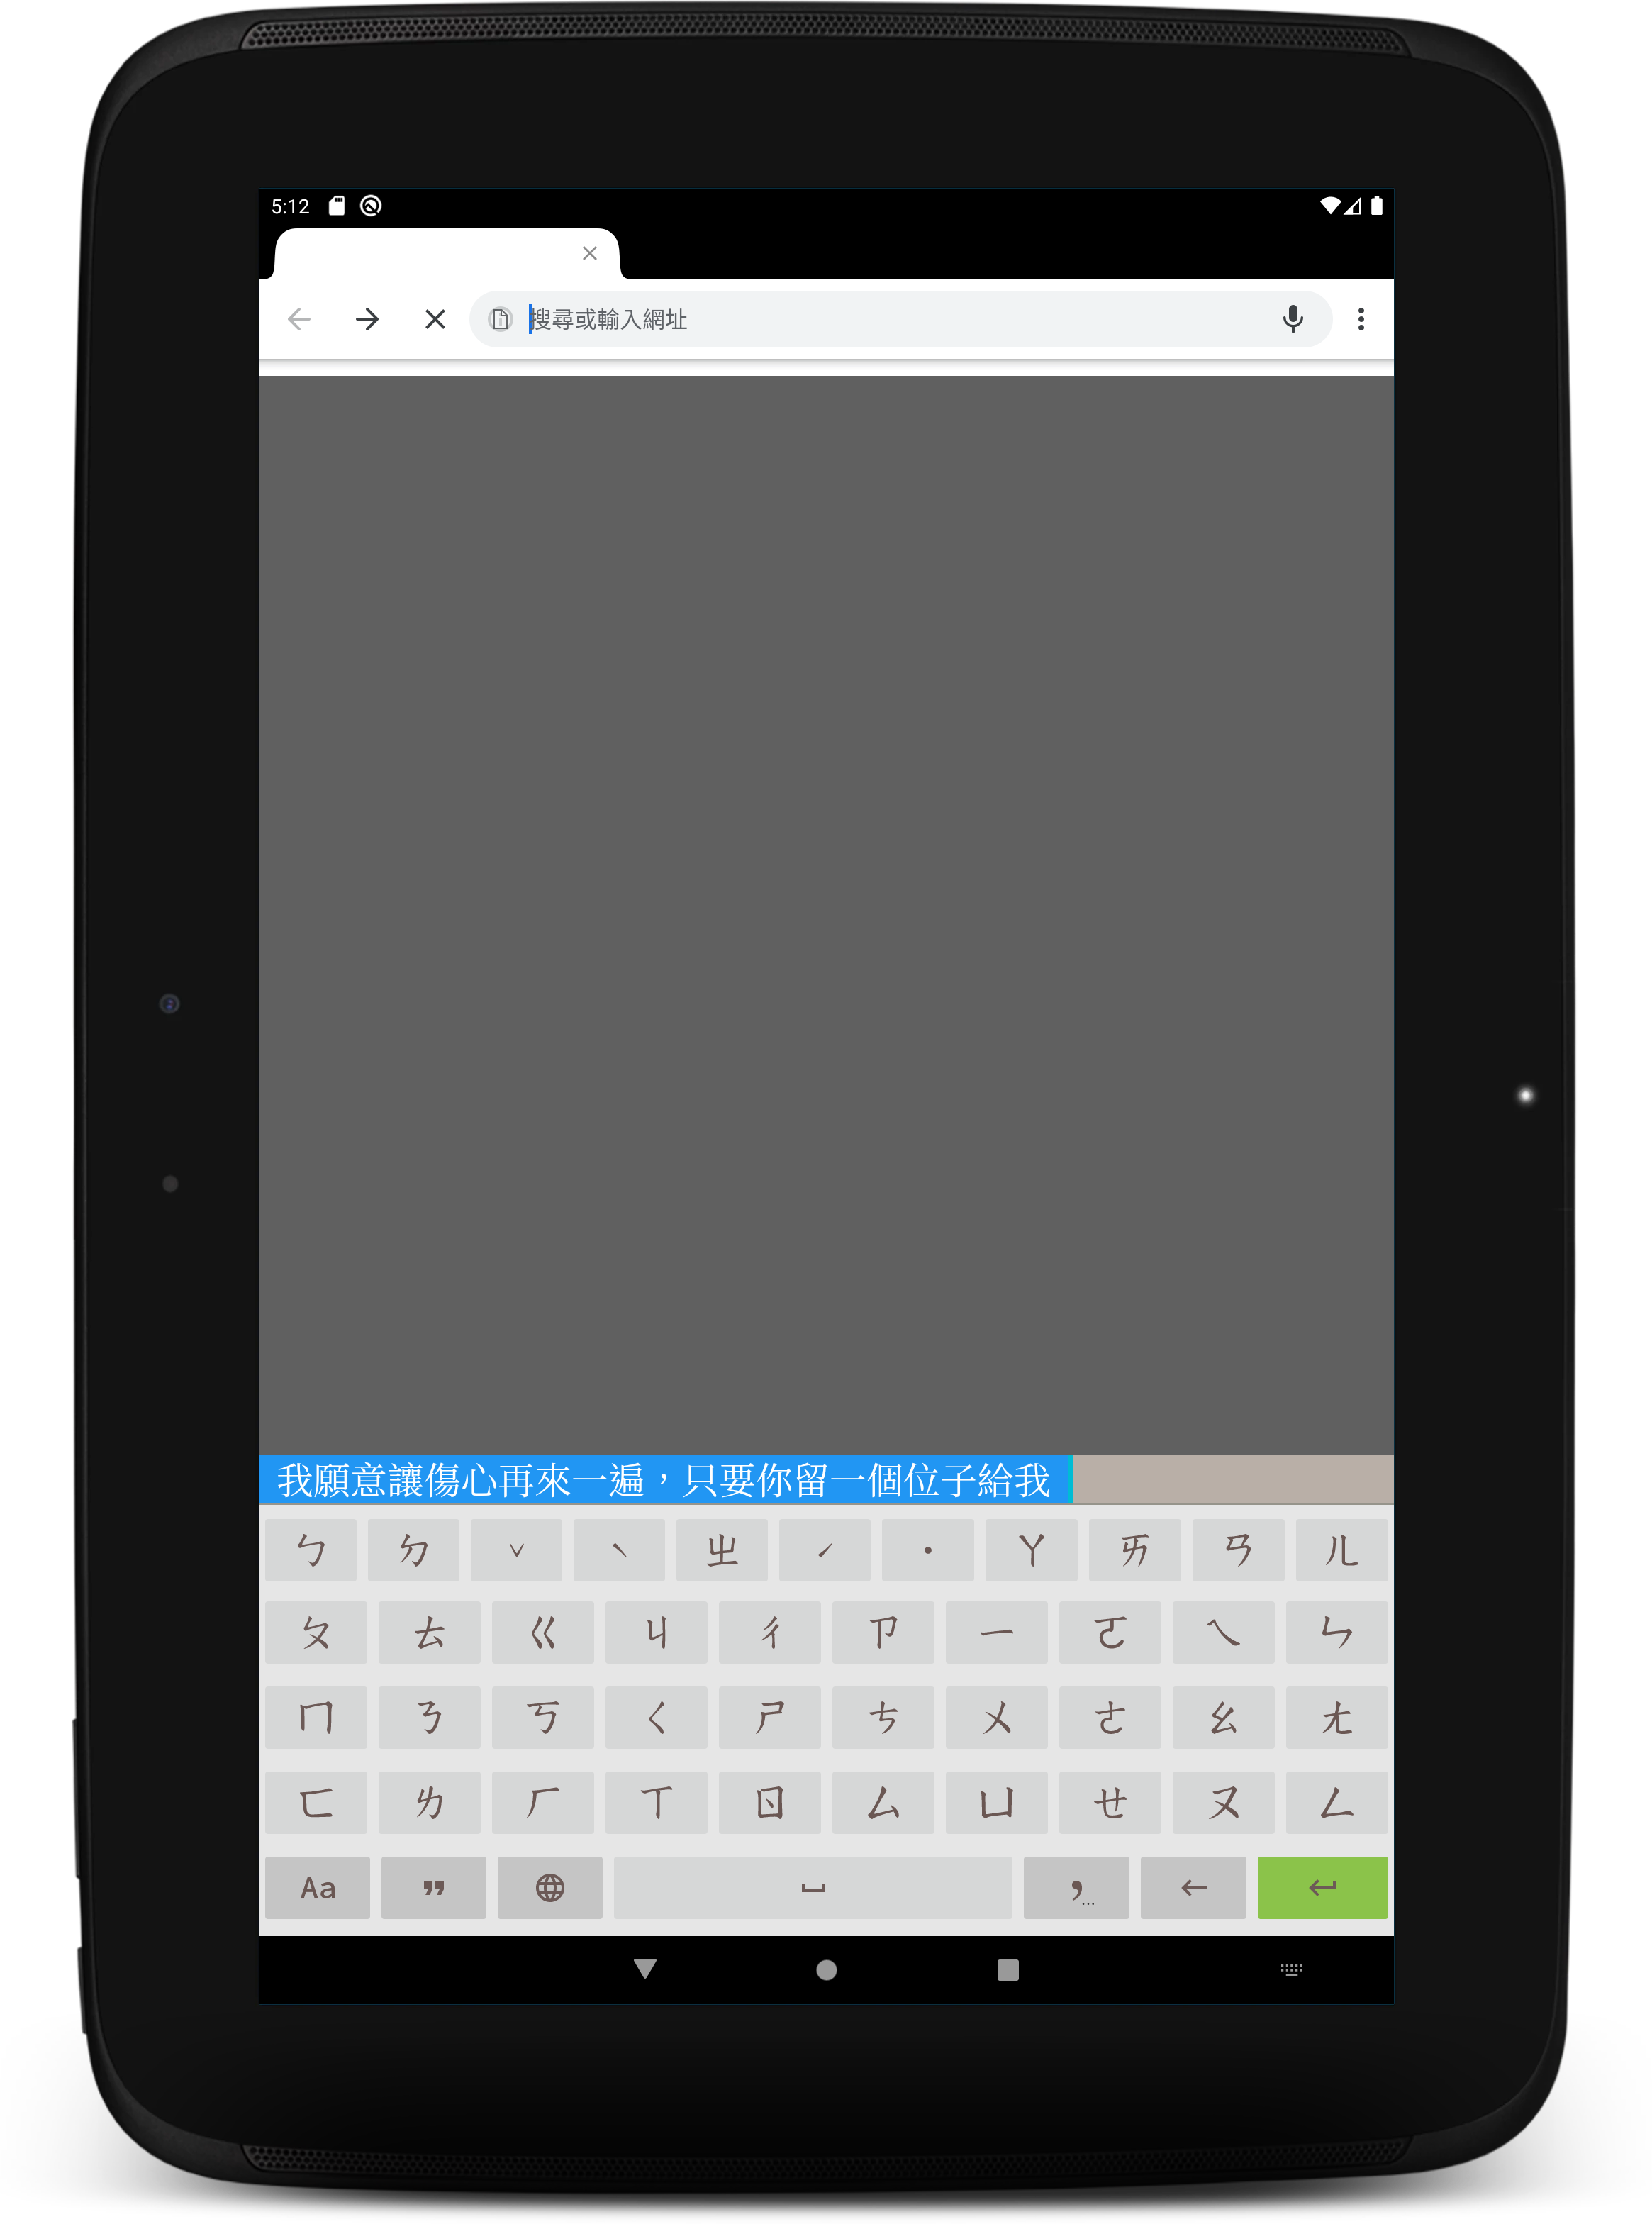 5:12
搜尋或輸入網址
我願意讓傷心再來一遍，只要你留一個位子給我
ㄅ ㄉ ˇ ˋ ㄓ ˊ ˙ ㄚ ㄞ ㄢ ㄦ
ㄆ ㄊ ㄍ ㄐ ㄔ ㄗ ㄧ ㄛ ㄟ ㄣ
ㄇ ㄋ ㄎ ㄑ ㄕ ㄘ ㄨ ㄜ ㄠ ㄤ
ㄈ ㄌ ㄏ ㄒ ㄖ ㄙ ㄩ ㄝ ㄡ ㄥ
Aa ” ，...